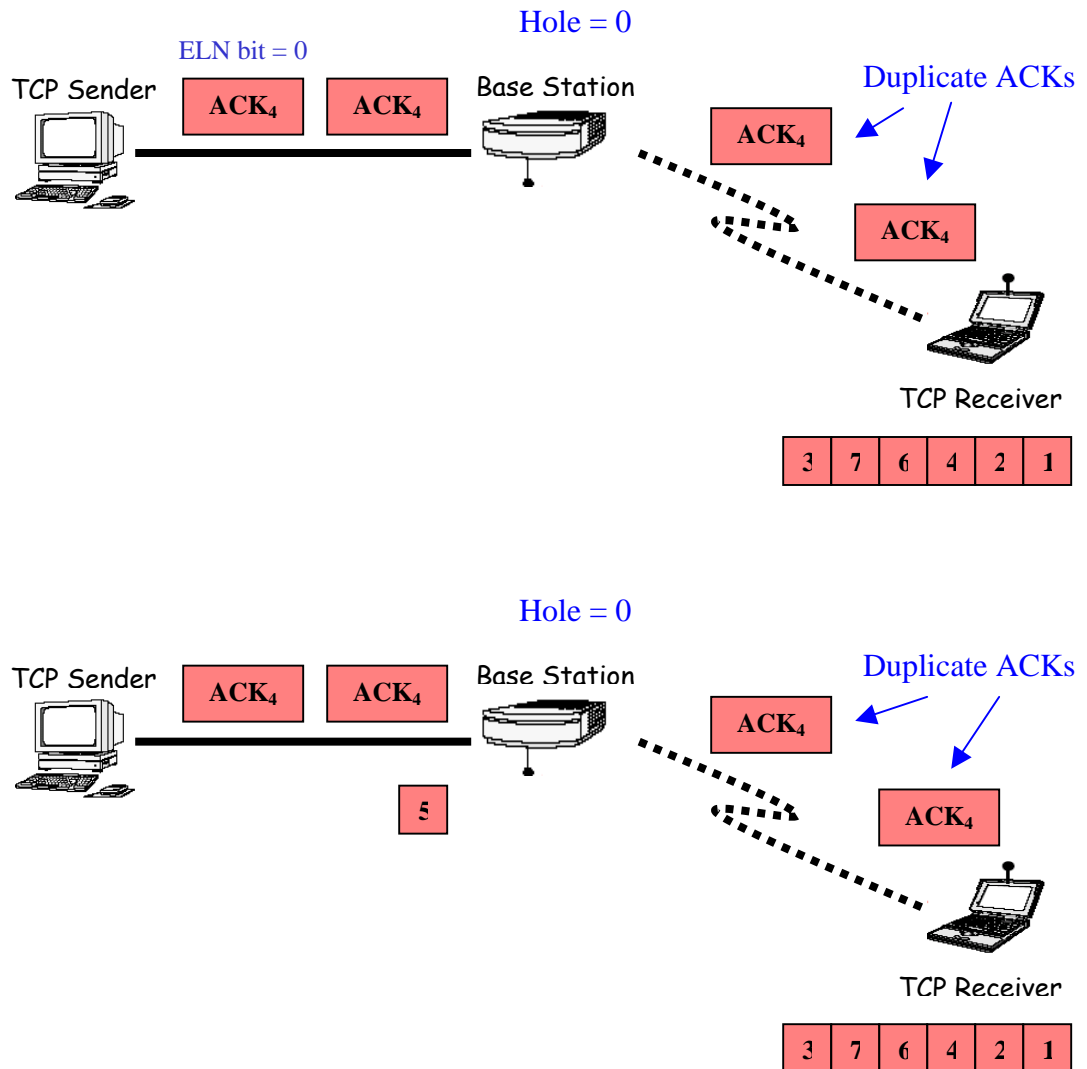 Hole = 0
ELN bit = 0
TCP Sender
ACK₄
ACK₄
Base Station
Duplicate ACKs
ACK₄
ACK₄
TCP Receiver
3 7 6 4 2 1
Hole = 0
TCP Sender
ACK₄
ACK₄
Base Station
Duplicate ACKs
ACK₄
5
ACK₄
TCP Receiver
3 7 6 4 2 1